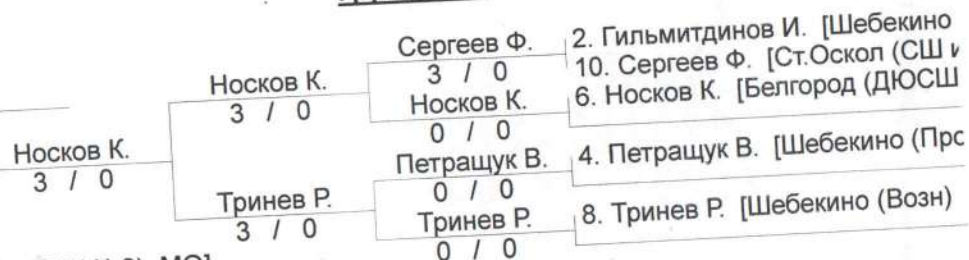 Сергеев Ф.
3 / 0
2. Гильмитдинов И. [Шебекино
10. Сергеев Ф. [Ст.Оскол (СШ и
Носков К.
3 / 0
Носков К.
0 / 0
6. Носков К. [Белгород (ДЮСШ
Носков К.
3 / 0
Петращук В.
0 / 0
4. Петращук В. [Шебекино (Прс
Тринев Р.
3 / 0
Тринев Р.
0 / 0
8. Тринев Р. [Шебекино (Возн)
МО]